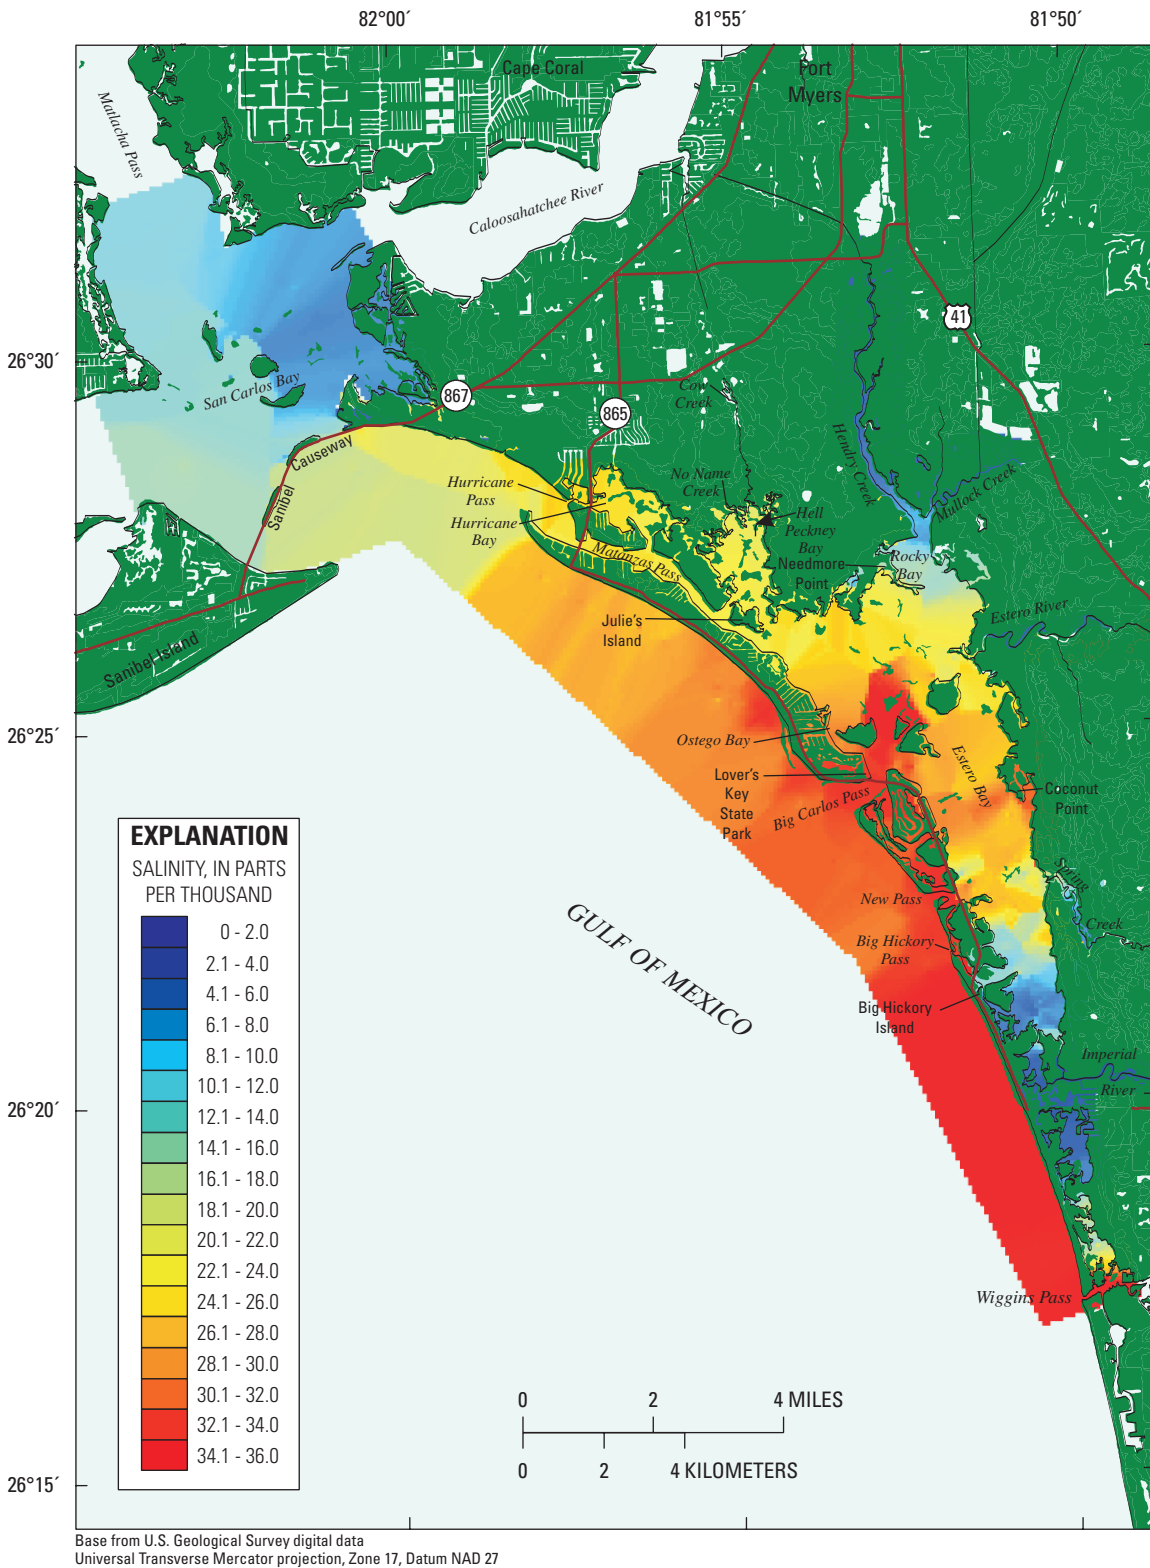 82°00′
81°55′
81°50′
Cape Coral
Fort
Myers
Matlacha Pass
Caloosahatchee River
41
26°30′
San Carlos Bay
867
865
Cow
Creek
Causeway
Sanibel
Hurricane
Pass
Hurricane
Bay
No Name
Creek
Hendry Creek
Mullock Creek
Hell
Peckney
Bay
Matanzas Pass
Needmore
Point
Rocky
Bay
Julie's
Island
Estero River
Sanibel Island
26°25′
Ostego Bay
Estero Bay
Lover's
Key
State
Park
Big Carlos Pass
Coconut
Point
EXPLANATION
SALINITY, IN PARTS
PER THOUSAND
0 - 2.0
2.1 - 4.0
4.1 - 6.0
6.1 - 8.0
8.1 - 10.0
10.1 - 12.0
12.1 - 14.0
14.1 - 16.0
16.1 - 18.0
18.1 - 20.0
20.1 - 22.0
22.1 - 24.0
24.1 - 26.0
26.1 - 28.0
28.1 - 30.0
30.1 - 32.0
32.1 - 34.0
34.1 - 36.0
Spring
Creek
New Pass
GULF OF MEXICO
Big Hickory
Pass
Big Hickory
Island
Imperial
River
26°20′
Wiggins Pass
0 2 4 MILES
0 2 4 KILOMETERS
26°15′
Base from U.S. Geological Survey digital data
Universal Transverse Mercator projection, Zone 17, Datum NAD 27